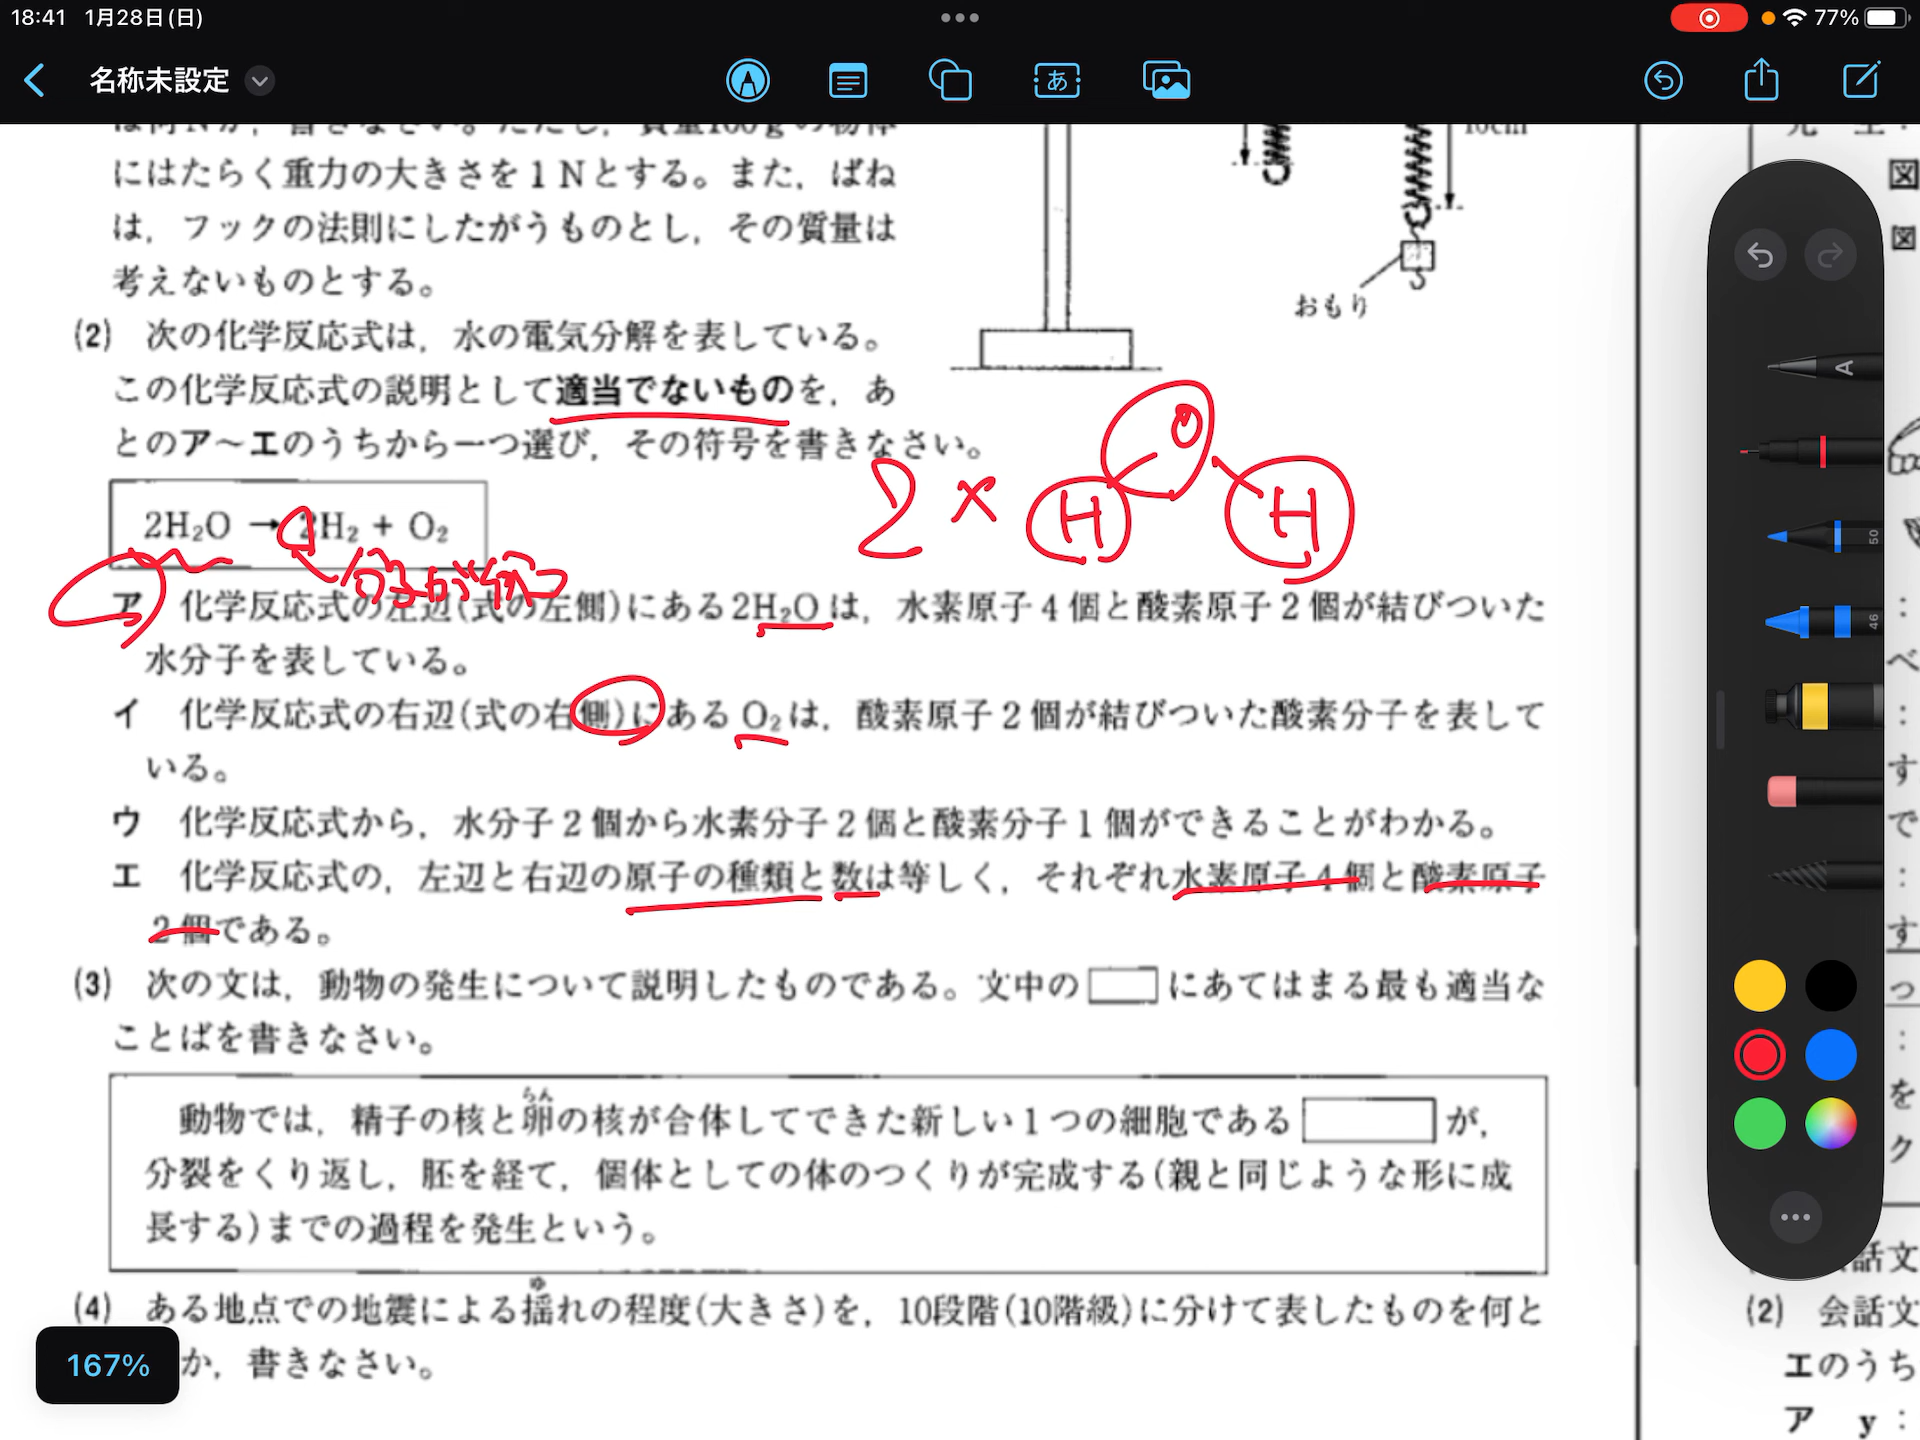 18:41 1月28日(日)
77%
名称未設定
にはたらく重力の大きさを1Nとする。また，ばね
は，フックの法則にしたがうものとし，その質量は
考えないものとする。
10cm
おもり
(2) 次の化学反応式は，水の電気分解を表している。
この化学反応式の説明として適当でないものを，あ
とのア～エのうちから一つ選び，その符号を書きなさい。
2H₂O → 2H₂ + O₂
分子が
2 × H O H
ア 化学反応式の左辺(式の左側)にある2H₂Oは，水素原子4個と酸素原子2個が結びついた
水分子を表している。
イ 化学反応式の右辺(式の右側)にある O₂は，酸素原子2個が結びついた酸素分子を表して
いる。
ウ 化学反応式から，水分子2個から水素分子2個と酸素分子1個ができることがわかる。
エ 化学反応式の，左辺と右辺の原子の種類と数は等しく，それぞれ水素原子4個と酸素原子
2個である。
(3) 次の文は，動物の発生について説明したものである。文中の にあてはまる最も適当な
ことばを書きなさい。
らん
動物では，精子の核と卵の核が合体してできた新しい1つの細胞である が，
分裂をくり返し，胚を経て，個体としての体のつくりが完成する(親と同じような形に成
長する)までの過程を発生という。
ゆ
(4) ある地点での地震による揺れの程度(大きさ)を，10段階(10階級)に分けて表したものを何と
か，書きなさい。
167%
図
図
:
べ
:
す
で
:
す
つ
:
を
ク
話文
(2) 会話文
エのうち
ア y :
A
50
46
あ